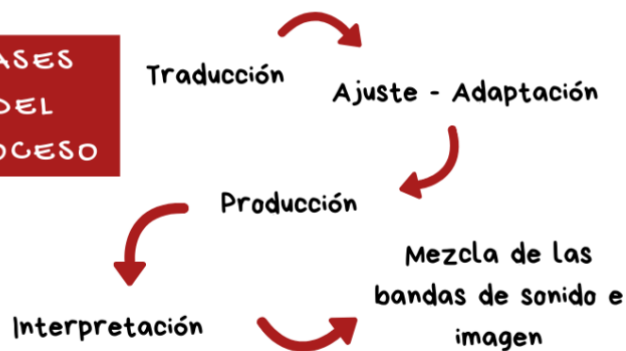 ASES
DEL
OCESO
Traducción
Ajuste - Adaptación
Producción
Interpretación
Mezcla de las
bandas de sonido e
imagen